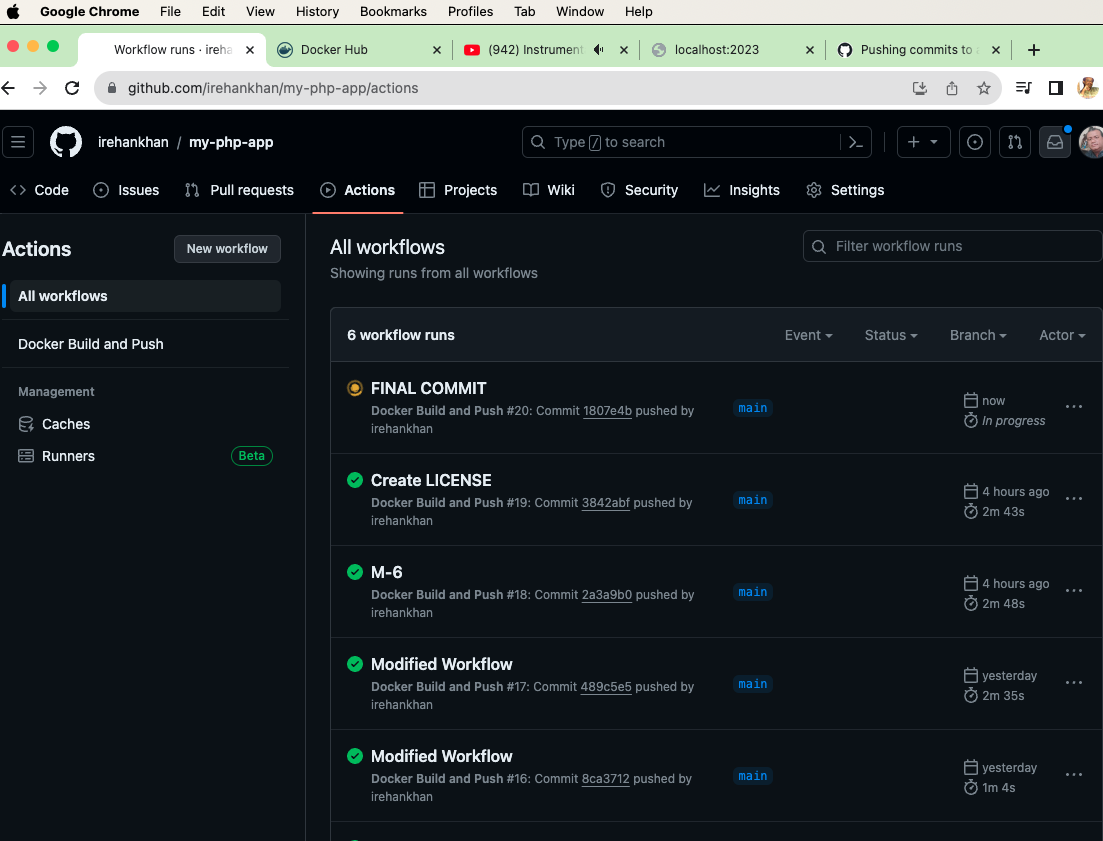 Google Chrome File Edit View History Bookmarks Profiles Tab Window Help
Workflow runs · ireha Docker Hub (942) Instrument localhost:2023 Pushing commits to a
github.com/irehankhan/my-php-app/actions
irehankhan / my-php-app Type / to search
Code Issues Pull requests Actions Projects Wiki Security Insights Settings
Actions New workflow
All workflows
Docker Build and Push
Management
Caches
Runners Beta
All workflows Filter workflow runs
Showing runs from all workflows
6 workflow runs Event Status Branch Actor
FINAL COMMIT
Docker Build and Push #20: Commit 1807e4b pushed by
irehankhan
main
now
In progress
Create LICENSE
Docker Build and Push #19: Commit 3842abf pushed by
irehankhan
main
4 hours ago
2m 43s
M-6
Docker Build and Push #18: Commit 2a3a9b0 pushed by
irehankhan
main
4 hours ago
2m 48s
Modified Workflow
Docker Build and Push #17: Commit 489c5e5 pushed by
irehankhan
main
yesterday
2m 35s
Modified Workflow
Docker Build and Push #16: Commit 8ca3712 pushed by
irehankhan
main
yesterday
1m 4s